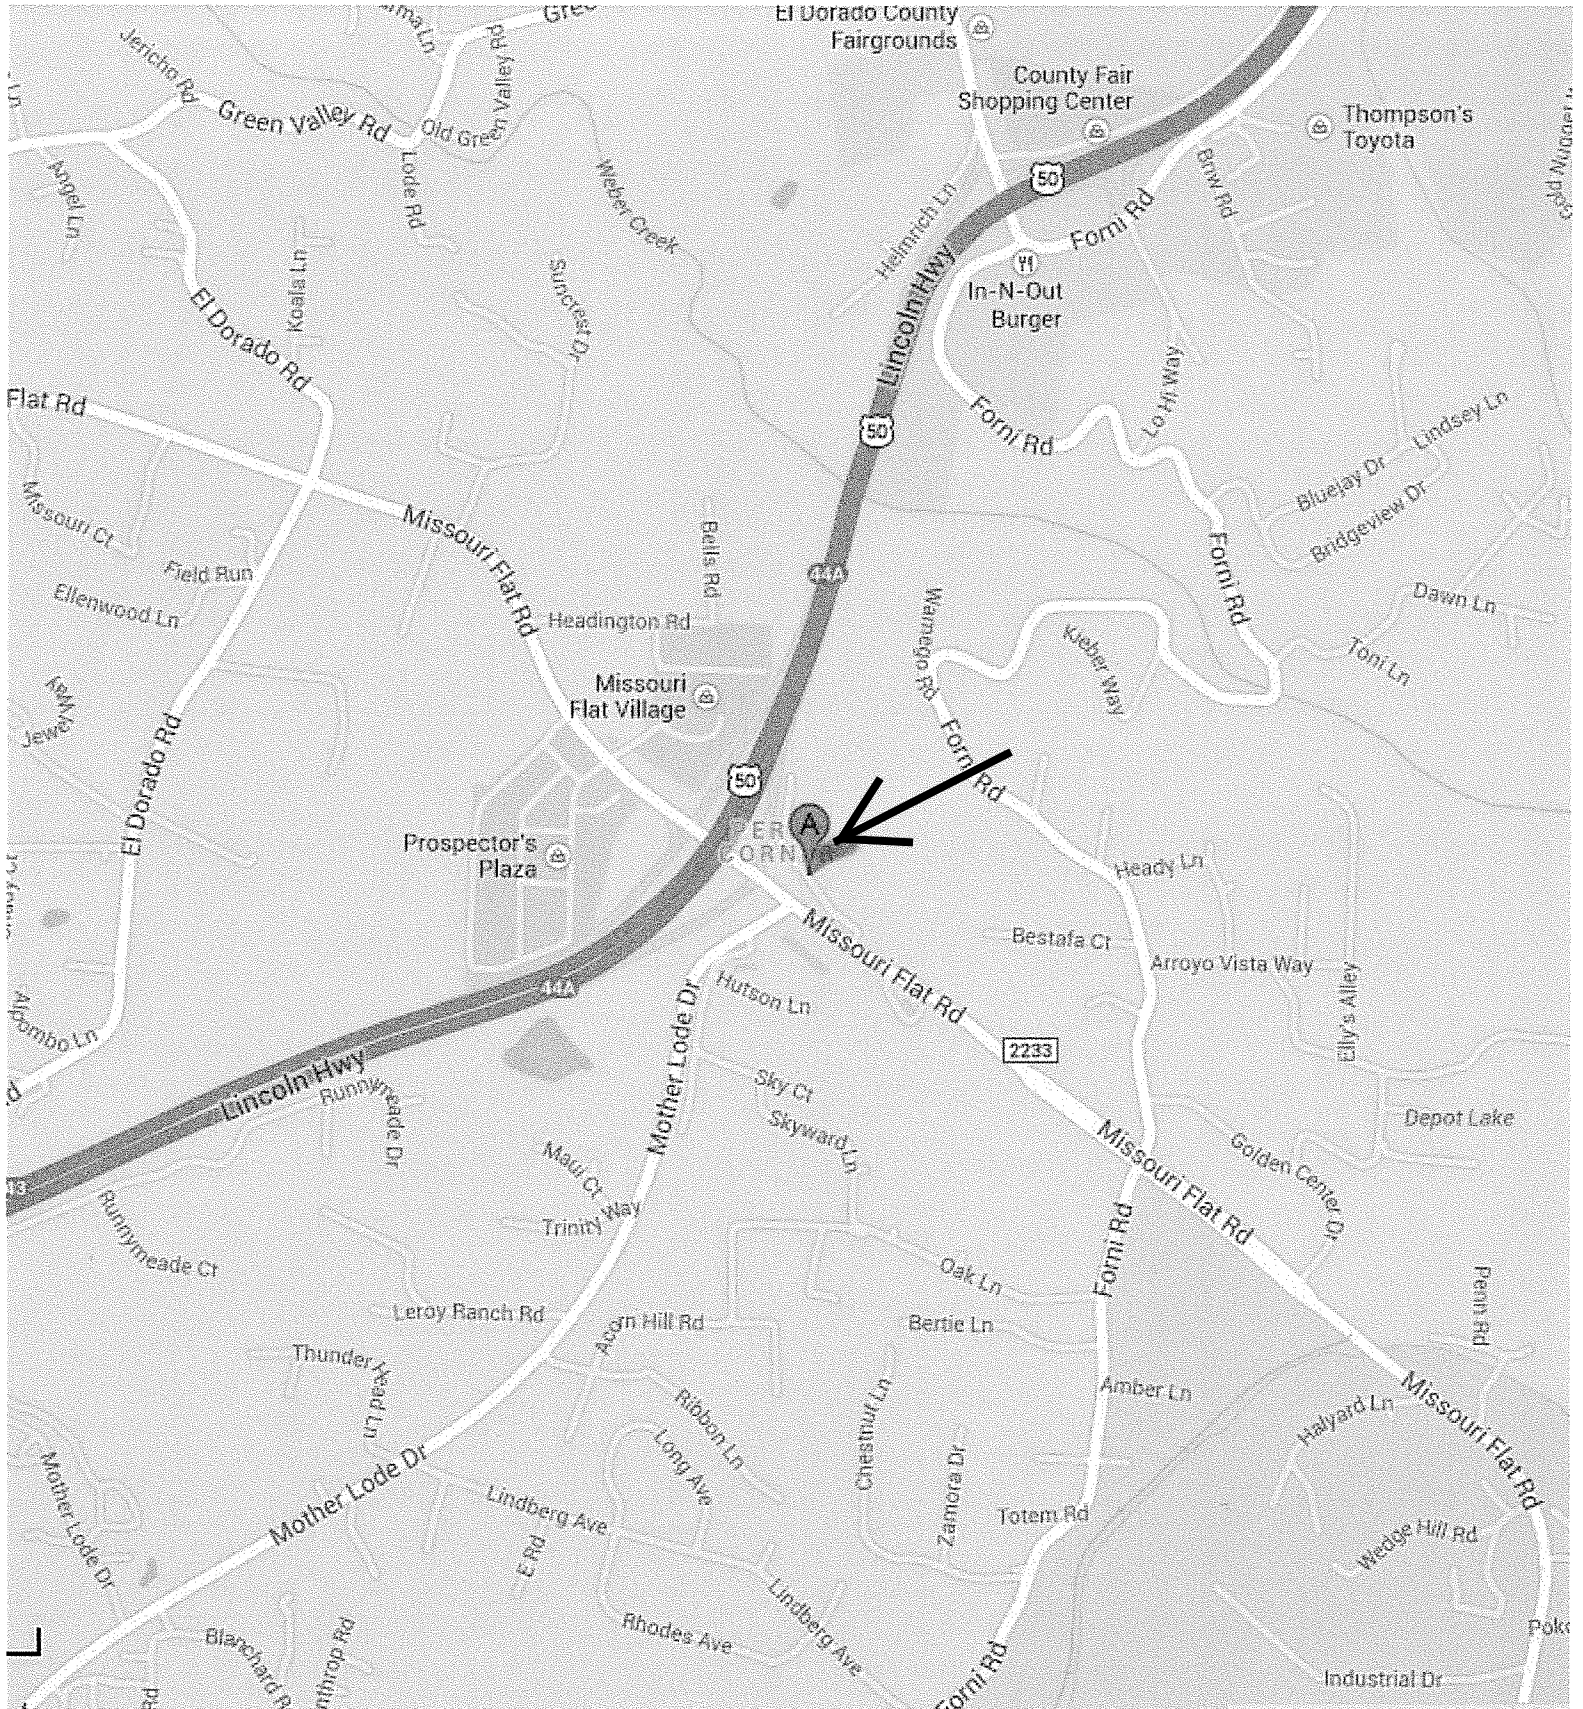 El Dorado County
Fairgrounds
County Fair
Shopping Center
Thompson's
Toyota
Jericho Rd
Green Valley Rd
Old Green Valley Rd
Lode Rd
Angel Ln
Weber Creek
50
Bnw Rd
Helmrich Ln
Forni Rd
Koala Ln
Suncrest Dr
Lincoln Hwy
In-N-Out
Burger
El Dorado Rd
Flat Rd
50
Forni Rd
Lo Hi Way
Lindsey Ln
Bluejay Dr
Bridgeview Dr
Missouri Ct
Missouri Flat Rd
Bells Rd
44A
Forni Rd
Field Run
Ellenwood Ln
Headington Rd
Wamego Rd
Kieber Way
Dawn Ln
Toni Ln
Missouri
Flat Village
Jewel Way
El Dorado Rd
50
Forni Rd
A
Prospector's
Plaza
Heady Ln
Missouri Flat Rd
Bestafa Ct
Arroyo Vista Way
Elly's Alley
Hutson Ln
44A
Mother Lode Dr
2233
Lincoln Hwy
Runnymeade Dr
Sky Ct
Skyward Ln
Depot Lake
Missouri Flat Rd
Golden Center Dr
Maui Ct
Trinity Way
Runnymeade Ct
Forni Rd
Oak Ln
Leroy Ranch Rd
Acorn Hill Rd
Bertie Ln
Penn Rd
Thunder Head Ln
Amber Ln
Halyard Ln
Missouri Flat Rd
Ribbon Ln
Long Ave
Chestnut Ln
Zamora Dr
Mother Lode Dr
Mother Lode Dr
Lindberg Ave
E Rd
Totem Rd
Wedge Hill Rd
Lindberg Ave
Rhodes Ave
Blanchard R
Rd
Forni Rd
Industrial Dr